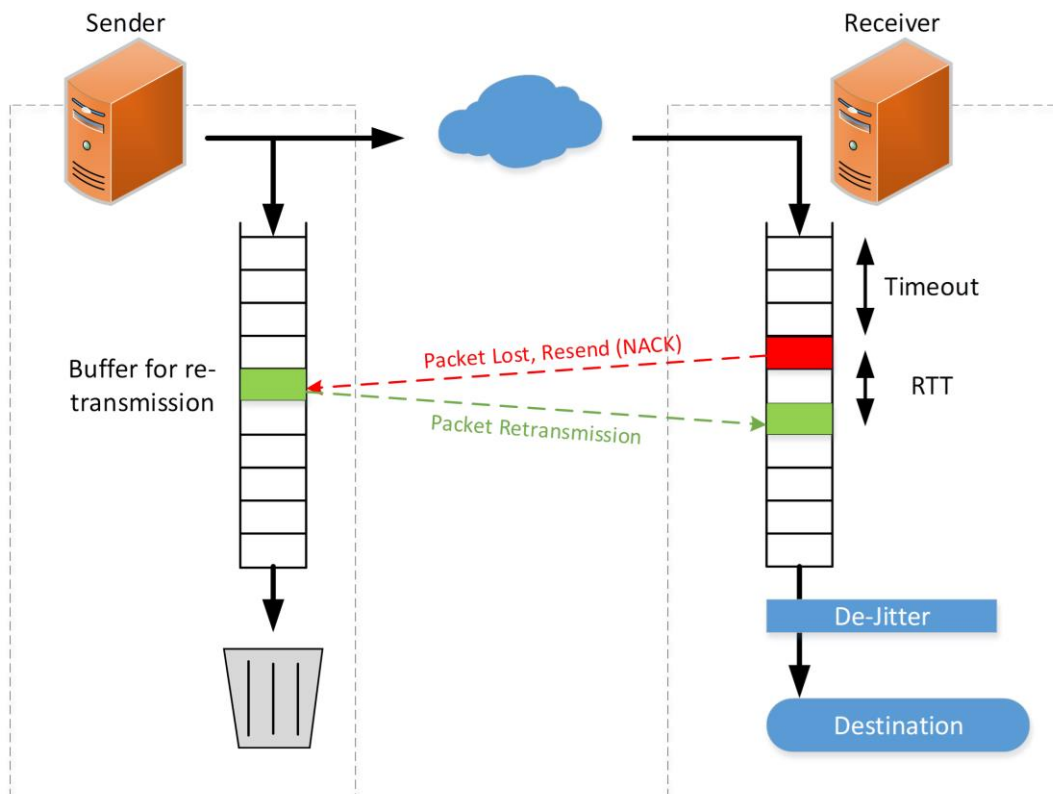 Sender
Receiver
Timeout
Packet Lost, Resend (NACK)
Buffer for re-
transmission
RTT
Packet Retransmission
De-Jitter
Destination